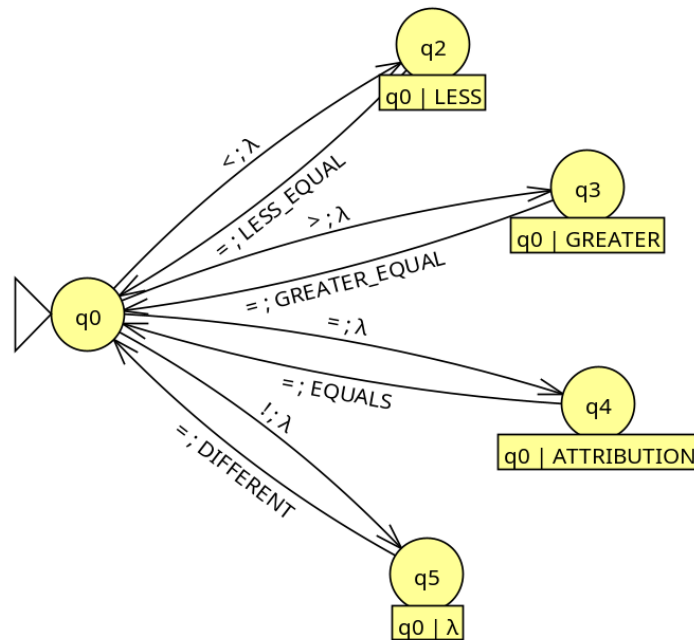 q2
q0 | LESS
< ; λ
= ; LESS_EQUAL
q3
q0 | GREATER
> ; λ
= ; GREATER_EQUAL
q0
= ; λ
= ; EQUALS
q4
q0 | ATTRIBUTION
! ; λ
= ; DIFFERENT
q5
q0 | λ